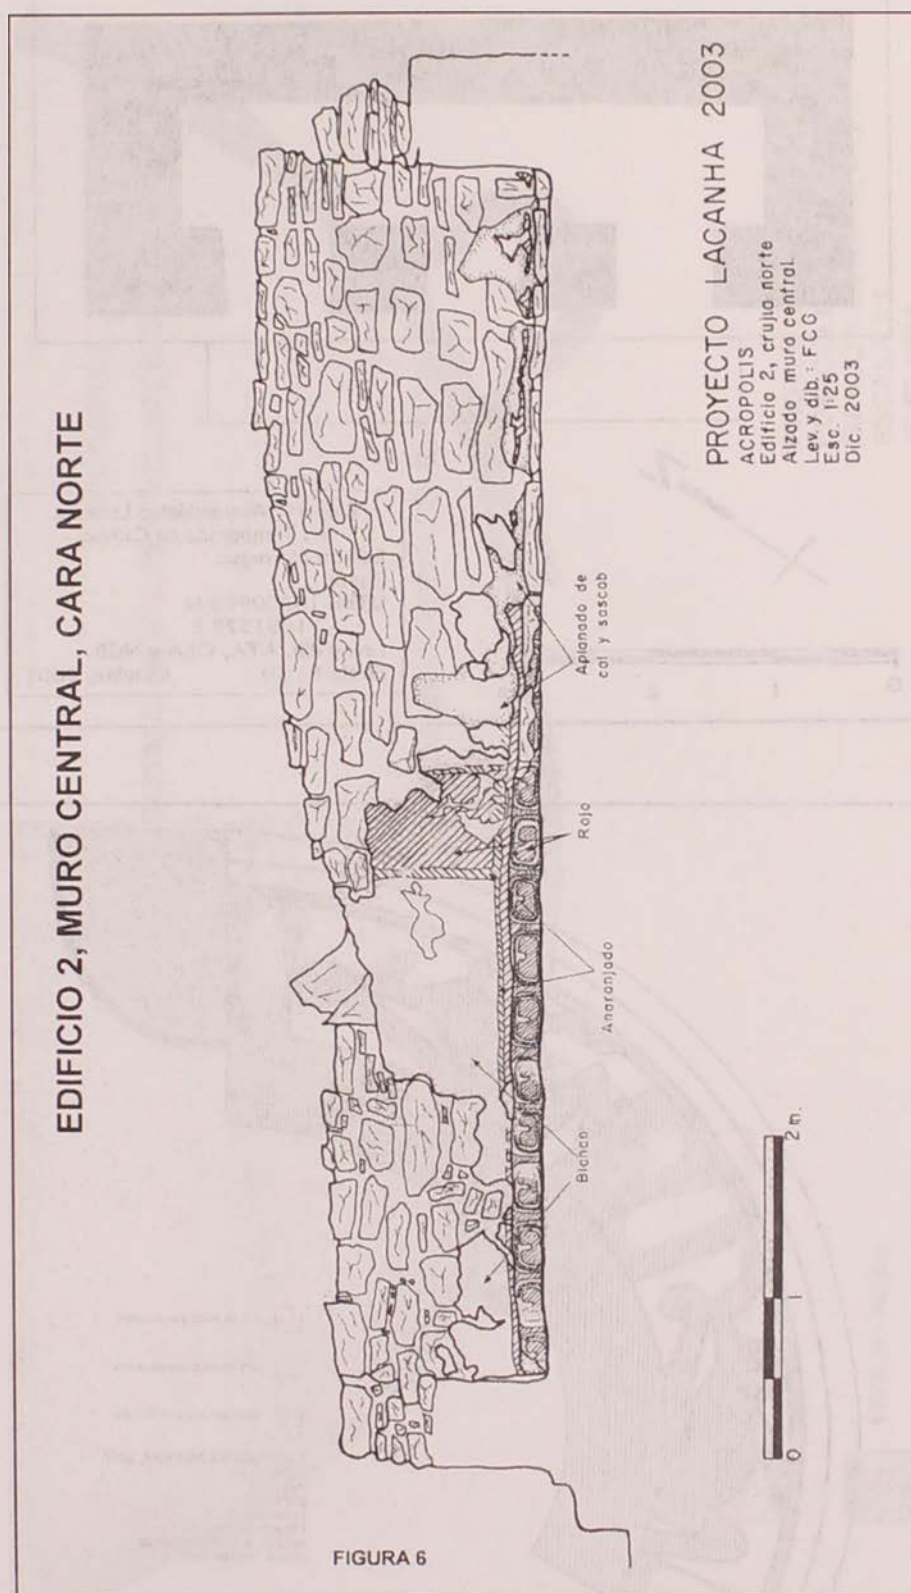 EDIFICIO 2, MURO CENTRAL, CARA NORTE
PROYECTO LACANHA 2003
ACROPOLIS
Edificio 2, crujia norte
Alzado muro central
Lev. y dib.: FCG
Esc. 1:25
Dic. 2003
Aplanado de
cal y sascab
Rojo
Anaranjado
Blanco
0 1 2 m.
FIGURA 6